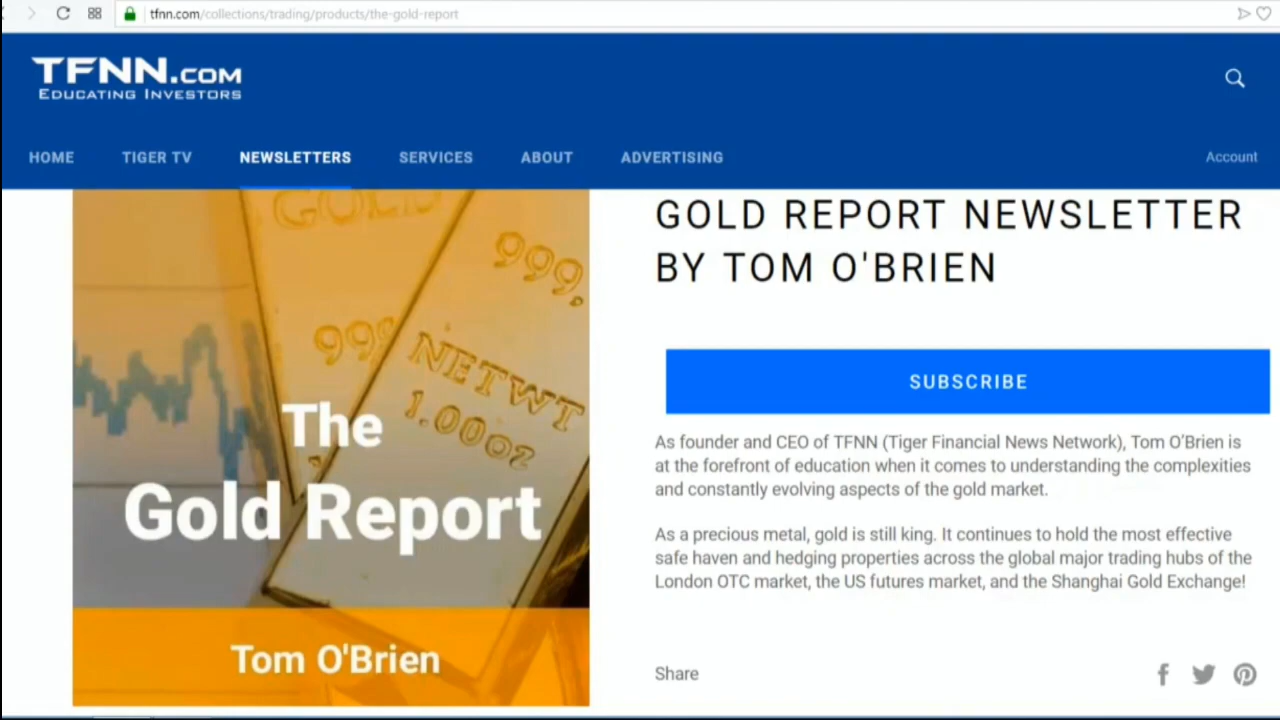 tfnn.com/collections/trading/products/the-gold-report
TFNN.COM
EDUCATING INVESTORS
HOME TIGER TV NEWSLETTERS SERVICES ABOUT ADVERTISING Account
GOLD
999.
999
NETWT
1.00OZ
The
Gold Report
Tom O'Brien
GOLD REPORT NEWSLETTER
BY TOM O'BRIEN
SUBSCRIBE
As founder and CEO of TFNN (Tiger Financial News Network), Tom O'Brien is
at the forefront of education when it comes to understanding the complexities
and constantly evolving aspects of the gold market.
As a precious metal, gold is still king. It continues to hold the most effective
safe haven and hedging properties across the global major trading hubs of the
London OTC market, the US futures market, and the Shanghai Gold Exchange!
Share